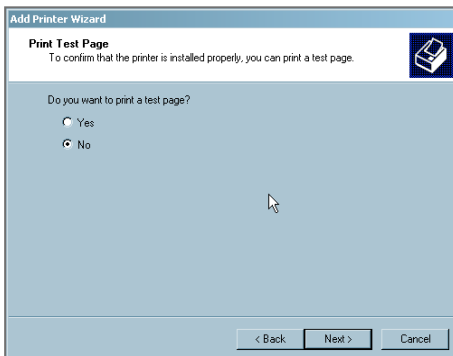 Add Printer Wizard
Print Test Page
To confirm that the printer is installed properly, you can print a test page.
Do you want to print a test page?
Yes
No
< Back Next > Cancel